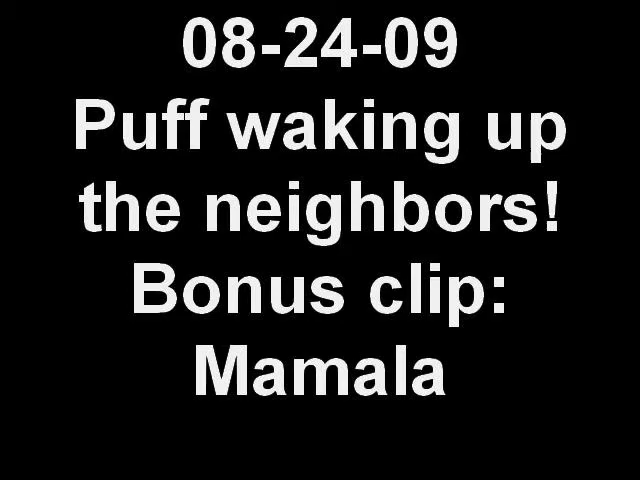 08-24-09
Puff waking up
the neighbors!
Bonus clip:
Mamala